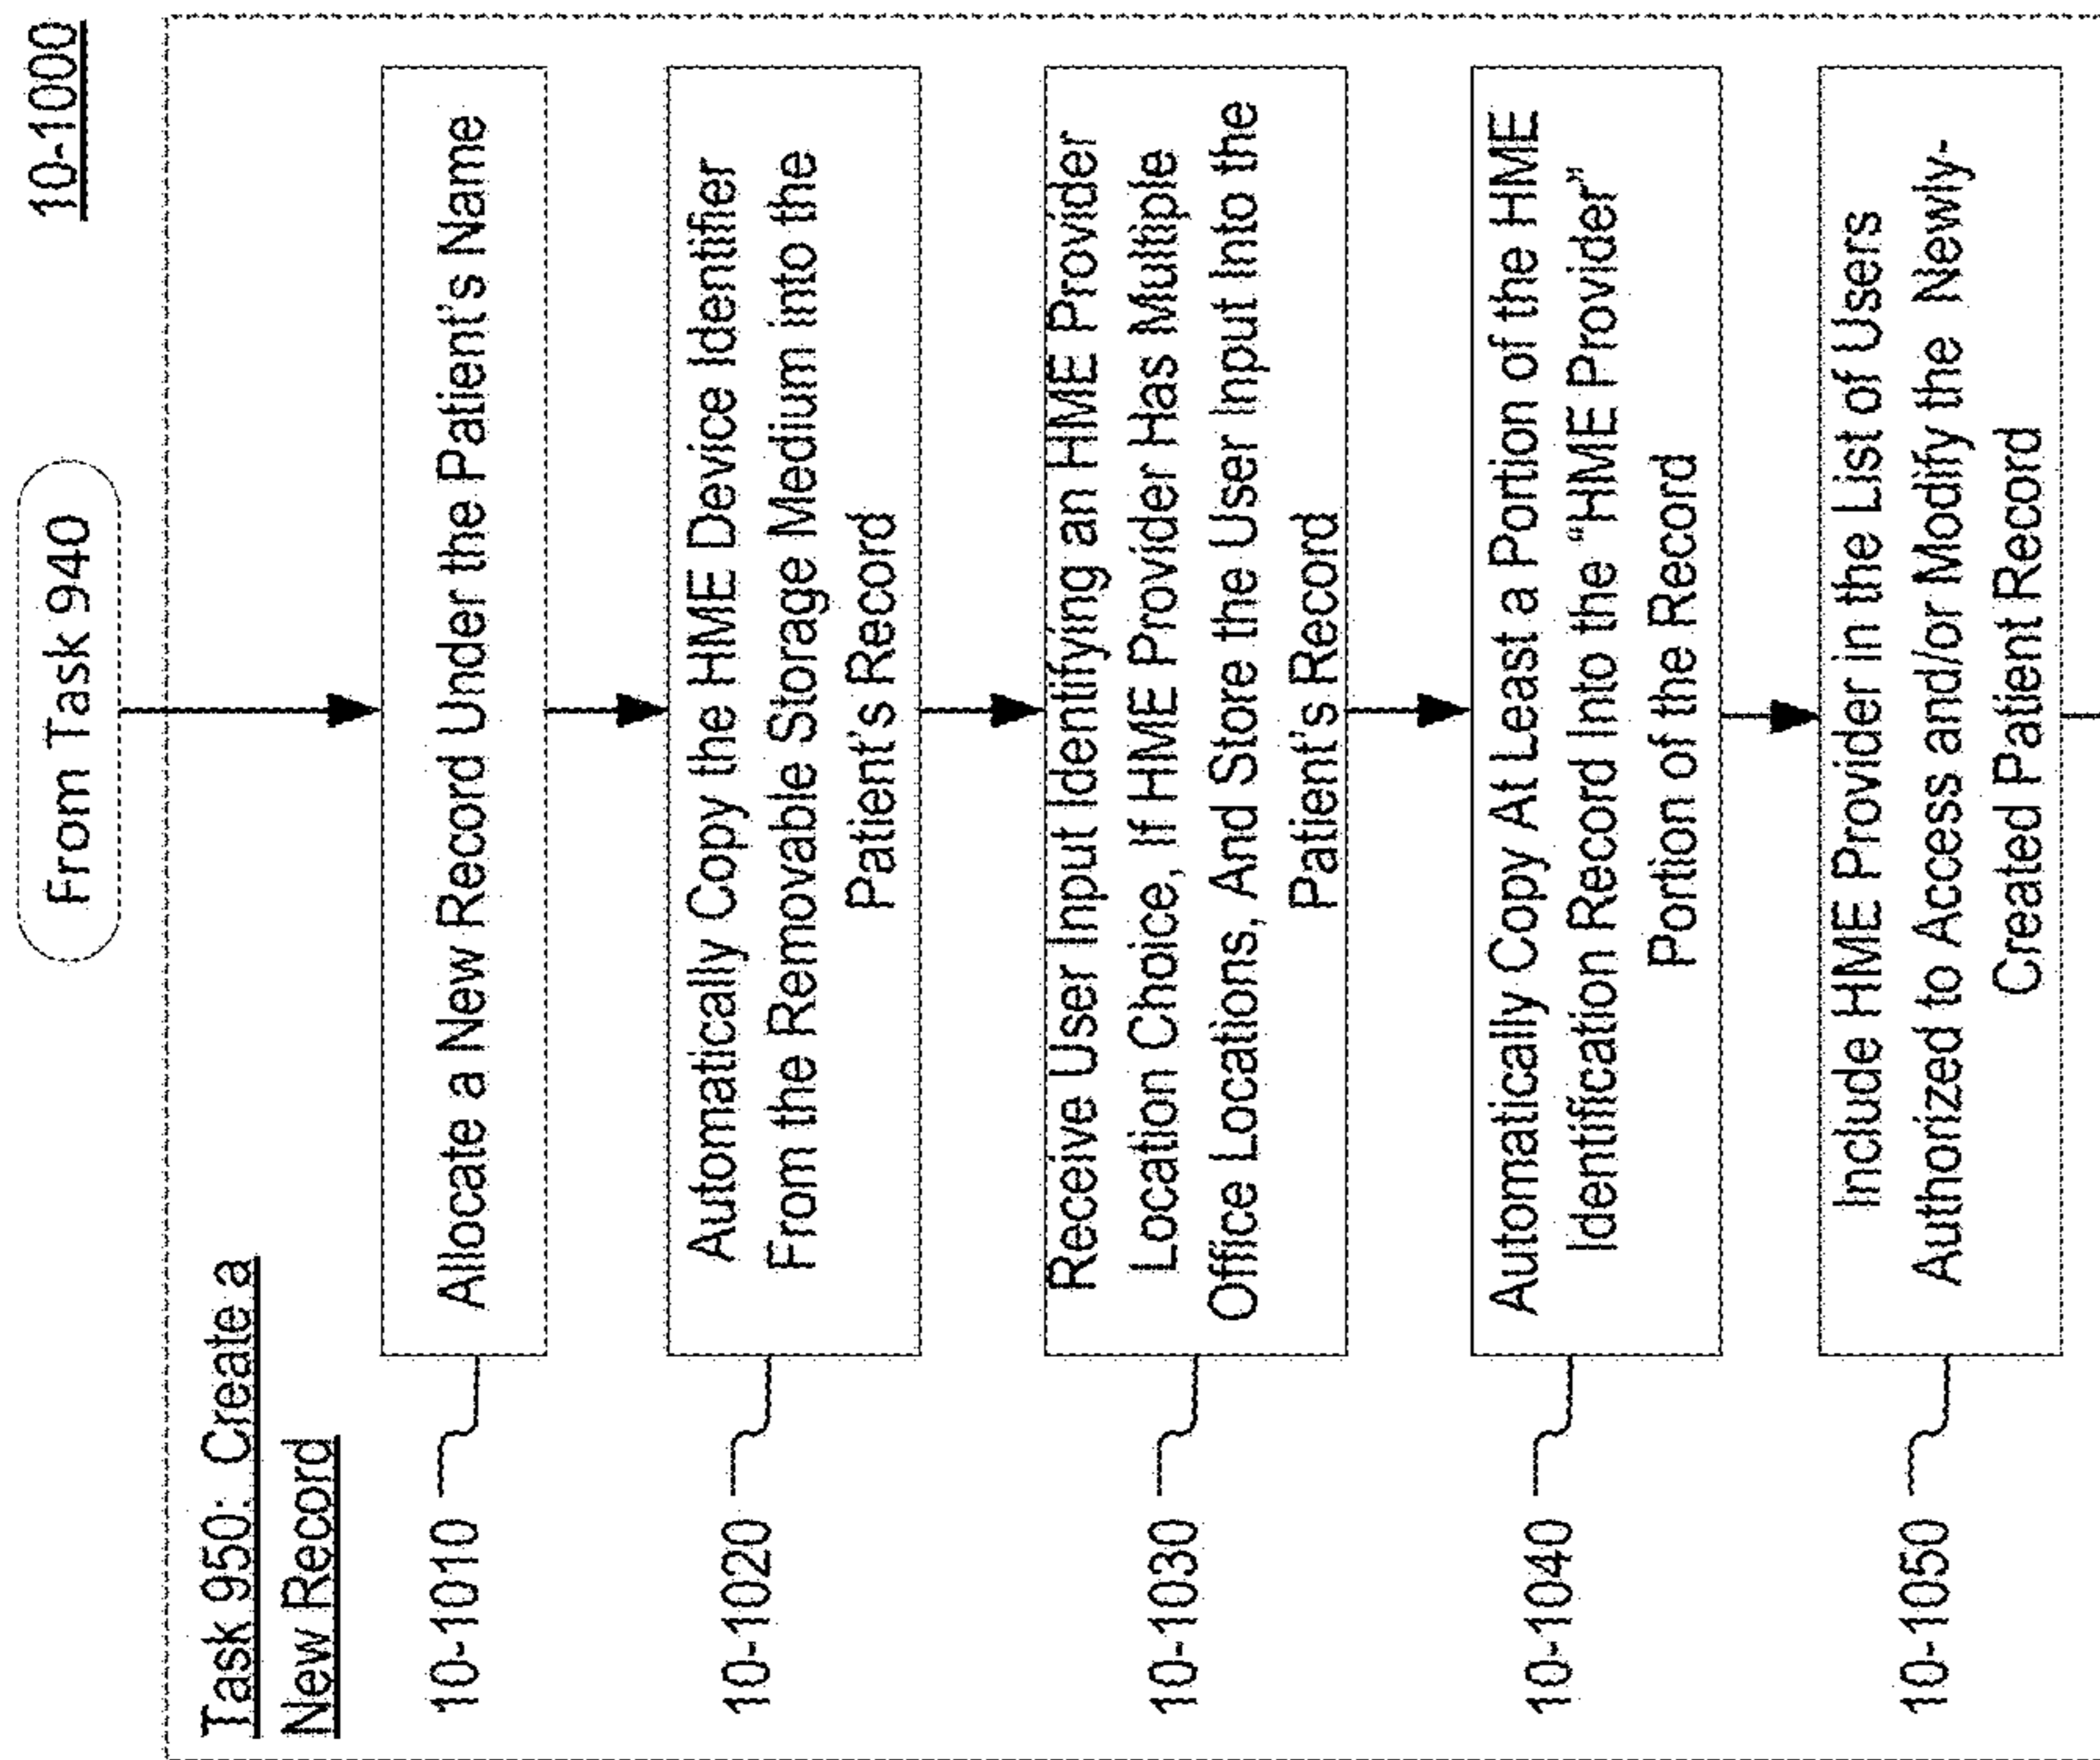 10-1000
From Task 940
Task 950: Create a
New Record
10-1010
Allocate a New Record Under the Patient's Name
10-1020
Automatically Copy the HME Device Identifier
From the Removable Storage Medium into the
Patient's Record
10-1030
Receive User Input Identifying an HME Provider
Location Choice, If HME Provider Has Multiple
Office Locations, And Store the User Input Into the
Patient's Record
10-1040
Automatically Copy At Least a Portion of the HME
Identification Record Into the “HME Provider”
Portion of the Record
10-1050
Include HME Provider in the List of Users
Authorized to Access and/or Modify the Newly-
Created Patient Record